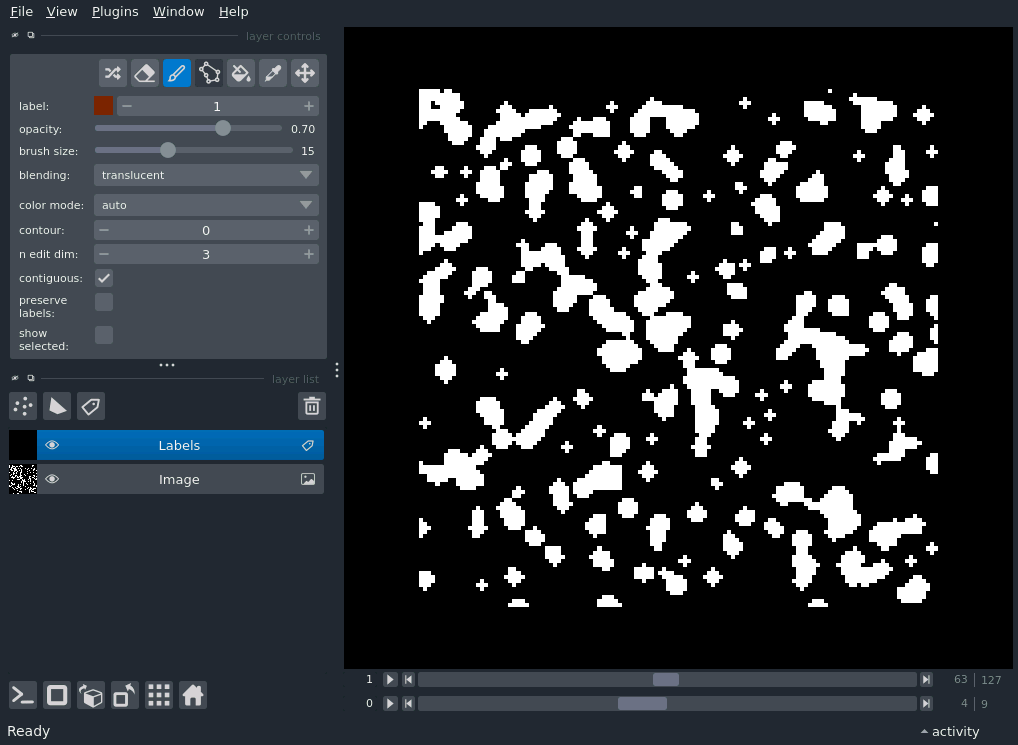 File View Plugins Window Help
layer controls
label: 1
opacity: 0.70
brush size: 15
blending: translucent
color mode: auto
contour: 0
n edit dim: 3
contiguous:
preserve
labels:
show
selected:
layer list
Labels
Image
1 63 127
0 4 9
Ready activity